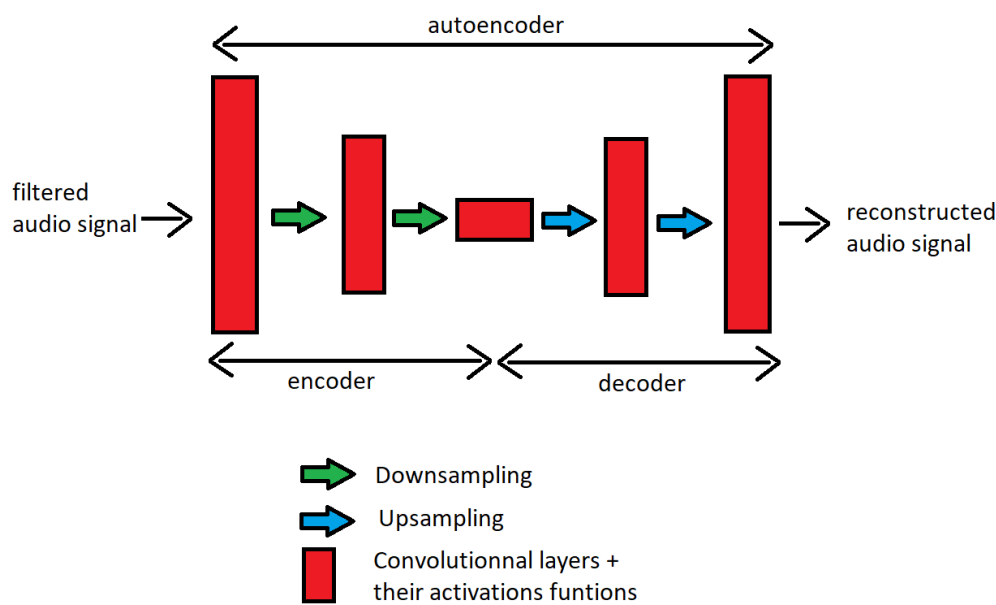 autoencoder
filtered
audio signal
reconstructed
audio signal
encoder
decoder
Downsampling
Upsampling
Convolutionnal layers +
their activations funtions